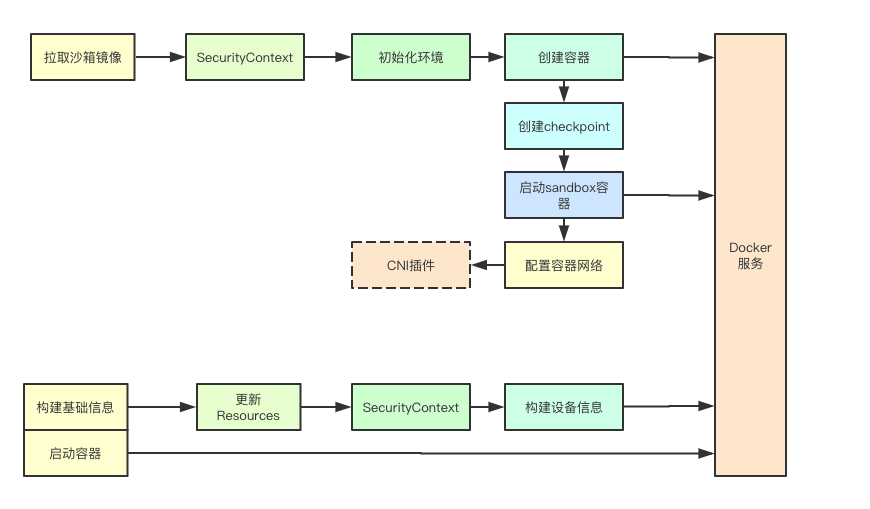 拉取沙箱镜像
SecurityContext
初始化环境
创建容器
创建checkpoint
启动sandbox容
器
CNI插件
配置容器网络
Docker
服务
构建基础信息
更新
Resources
SecurityContext
构建设备信息
启动容器